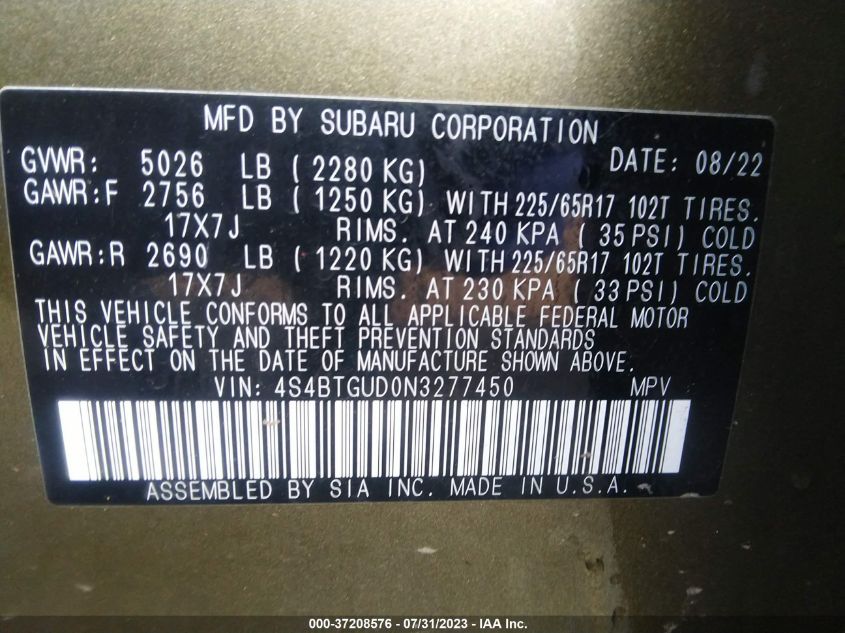 MFD BY SUBARU CORPORATION
GVWR: 5026 LB ( 2280 KG) DATE: 08/22
GAWR:F 2756 LB ( 1250 KG) WITH 225/65R17 102T TIRES.
17X7J RIMS. AT 240 KPA ( 35 PSI) COLD
GAWR:R 2690 LB ( 1220 KG) WITH 225/65R17 102T TIRES.
17X7J RIMS. AT 230 KPA ( 33 PSI) COLD
THIS VEHICLE CONFORMS TO ALL APPLICABLE FEDERAL MOTOR
VEHICLE SAFETY AND THEFT PREVENTION STANDARDS
IN EFFECT ON THE DATE OF MANUFACTURE SHOWN ABOVE.
VIN: 4S4BTGUD0N3277450 MPV
ASSEMBLED BY SIA INC. MADE IN U.S.A.
000-37208576 - 07/31/2023 - IAA Inc.